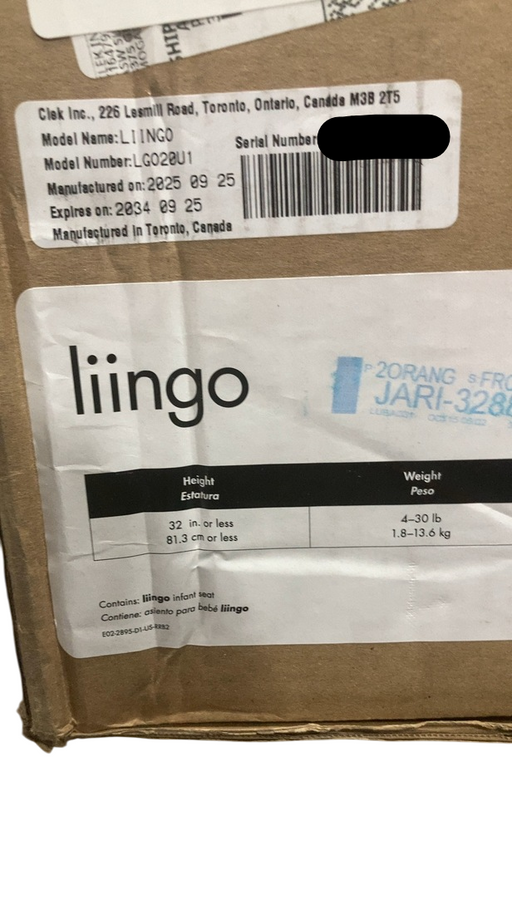 SHIP
Clek Inc., 226 Lesmill Road, Toronto, Ontario, Canada M3B 2T5
Model Name:LIINGO
Serial Number
Model Number:LG020U1
Manufactured on:2025 09 25
Expires on:2034 09 25
Manufactured in Toronto, Canada
liingo
P 2ORANG S FRO
JARI-328
Height Weight
Estatura Peso
32 in. or less 4–30 lb
81.3 cm or less 1.8–13.6 kg
Contains: liingo infant seat
Contiene: asiento para bebé liingo